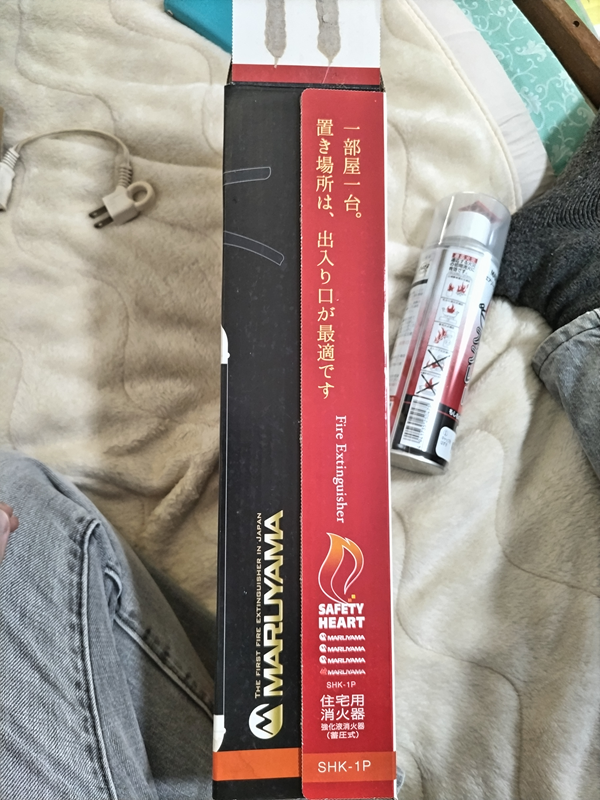 一部屋一台。
置き場所は、出入り口が最適です
Fire Extinguisher
THE FIRST FIRE EXTINGUISHER IN JAPAN
MARUYAMA
SAFETY
HEART
MARUYAMA
MARUYAMA
MARUYAMA
MARUYAMA
SHK-1P
住宅用
消火器
強化液消火器
（蓄圧式）
SHK-1P